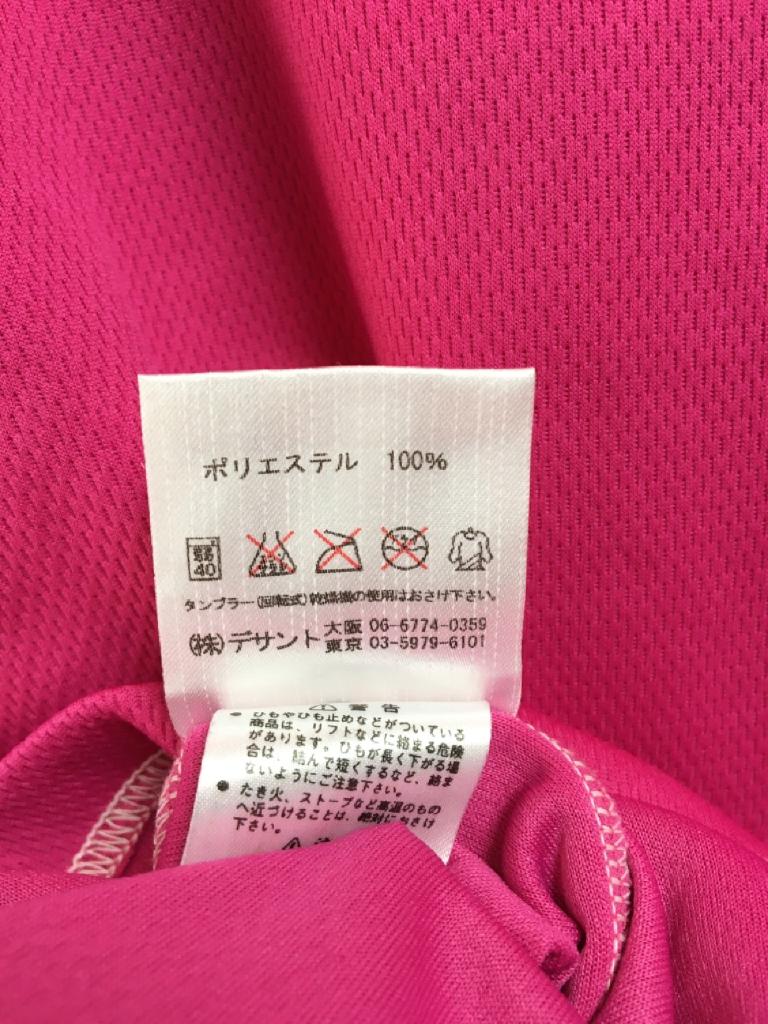 ポリエステル 100%
弱 40
タンブラー(回転式)乾燥機の使用はおさけ下さい。
(株)デサント 大阪 06-6774-0359
東京 03-5979-6101
⚠ 警告
● ひもやひも止めなどがついている
商品は、リフトなどに絡まる危険
があります。ひもが長く下がる場
合は、結んで短くするなど、絡ま
ないようにご注意下さい。
● たき火、ストーブなど高温のもの
へ近づけることは、絶対におさけ
下さい。